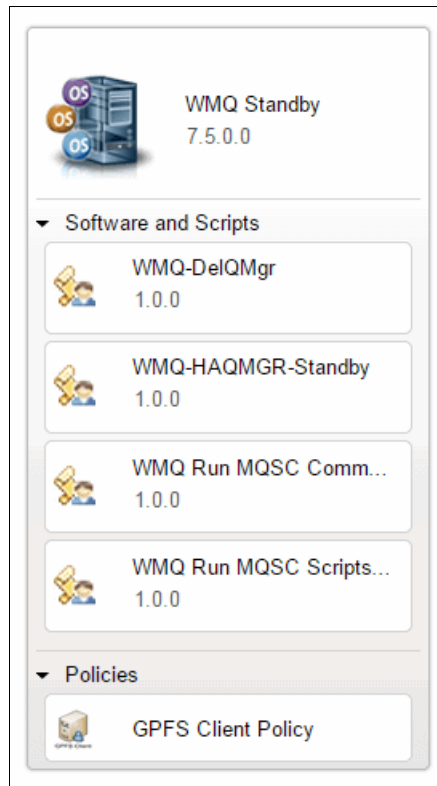 OS
OS
OS
WMQ Standby
7.5.0.0
Software and Scripts
WMQ-DelQMgr
1.0.0
WMQ-HAQMGR-Standby
1.0.0
WMQ Run MQSC Comm...
1.0.0
WMQ Run MQSC Scripts...
1.0.0
Policies
GPFS Client
GPFS Client Policy